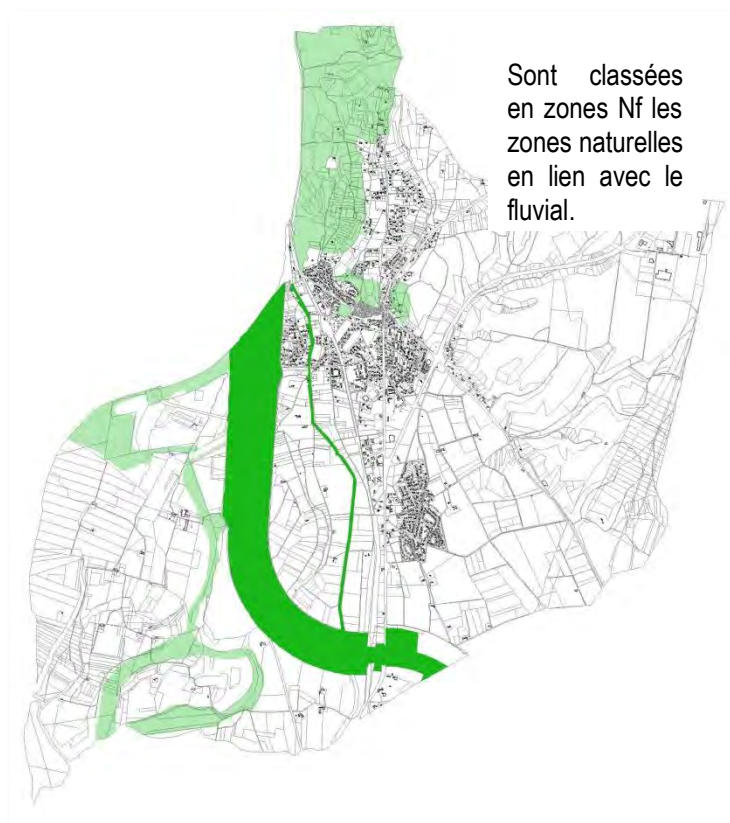 Sont classées
en zones Nf les
zones naturelles
en lien avec le
fluvial.